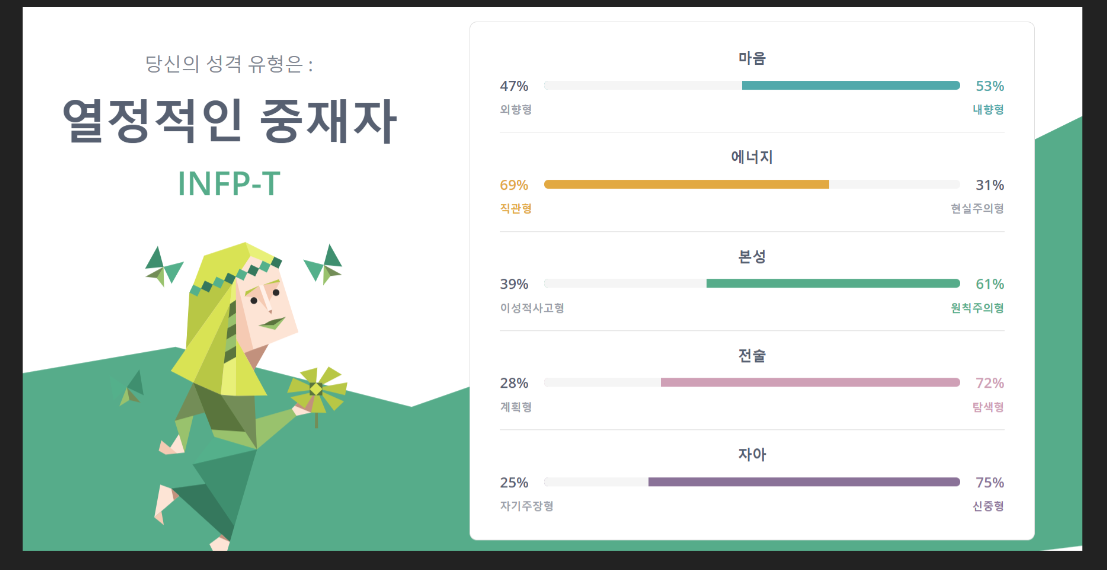 당신의 성격 유형은 :
열정적인 중재자
INFP-T
마음
47% 53%
외향형 내향형
에너지
69% 31%
직관형 현실주의형
본성
39% 61%
이성적사고형 원칙주의형
전술
28% 72%
계획형 탐색형
자아
25% 75%
자기주장형 신중형